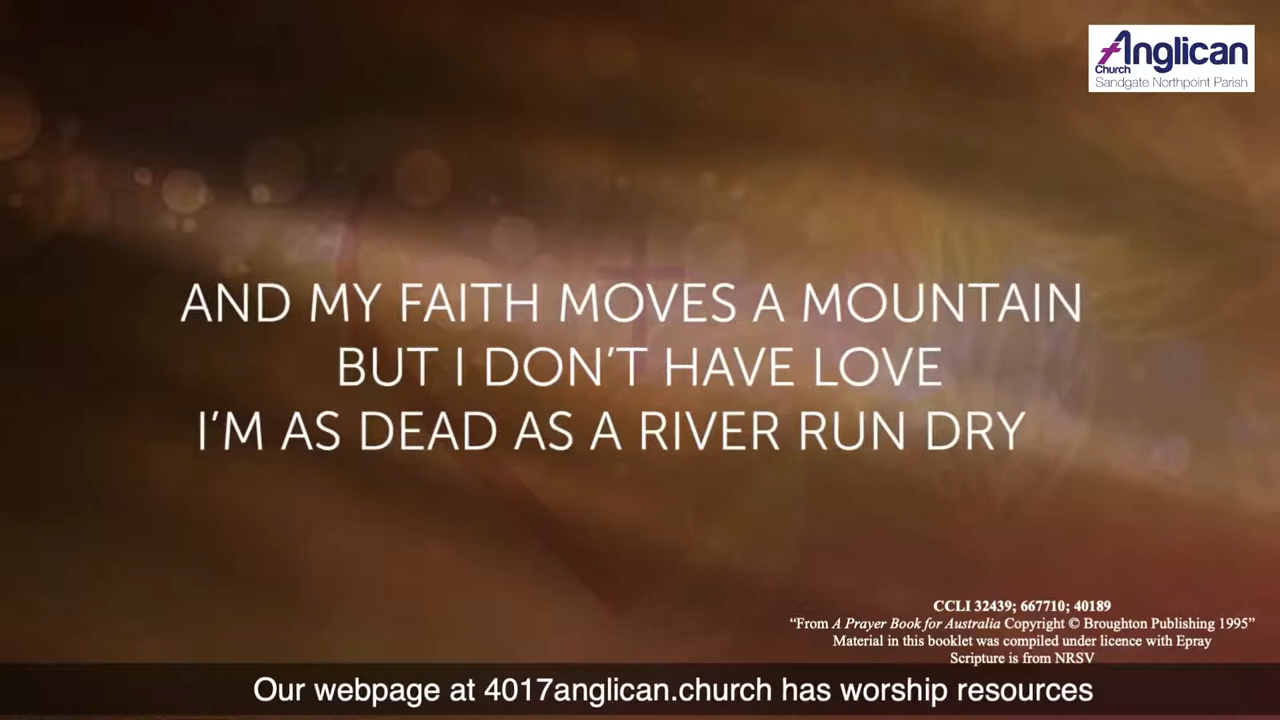 Anglican
Church
Sandgate Northpoint Parish
AND MY FAITH MOVES A MOUNTAIN
BUT I DON’T HAVE LOVE
I’M AS DEAD AS A RIVER RUN DRY
CCLI 32439; 667710; 40189
“From A Prayer Book for Australia Copyright © Broughton Publishing 1995”
Material in this booklet was compiled under licence with Epray
Scripture is from NRSV
Our webpage at 4017anglican.church has worship resources